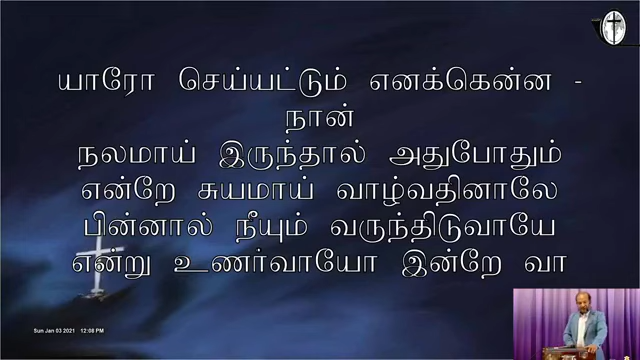 யாரோ செய்யட்டும் எனக்கென்ன -
நான்
நலமாய் இருந்தால் அதுபோதும்
என்றே சுயமாய் வாழ்வதினாலே
பின்னால் நீயும் வருந்திடுவாயே
என்று உணர்வாயோ இன்றே வா
Sun Jan 03 2021 12:08 PM